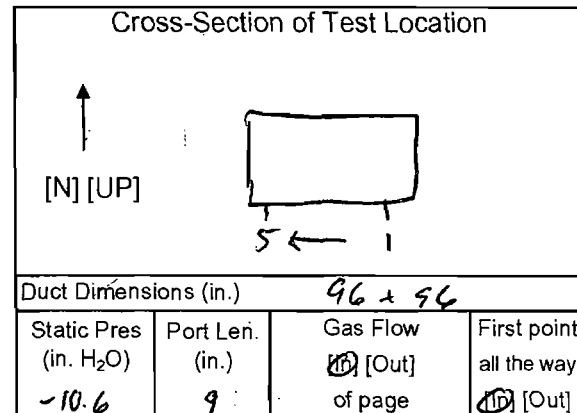 Cross-Section of Test Location
[N] [UP]
5 ← 1
Duct Dimensions (in.) 96 x 96
Static Pres Port Len. Gas Flow First point
(in. H₂O) (in.) [In] [Out] all the way
-10.6 9 of page [In] [Out]